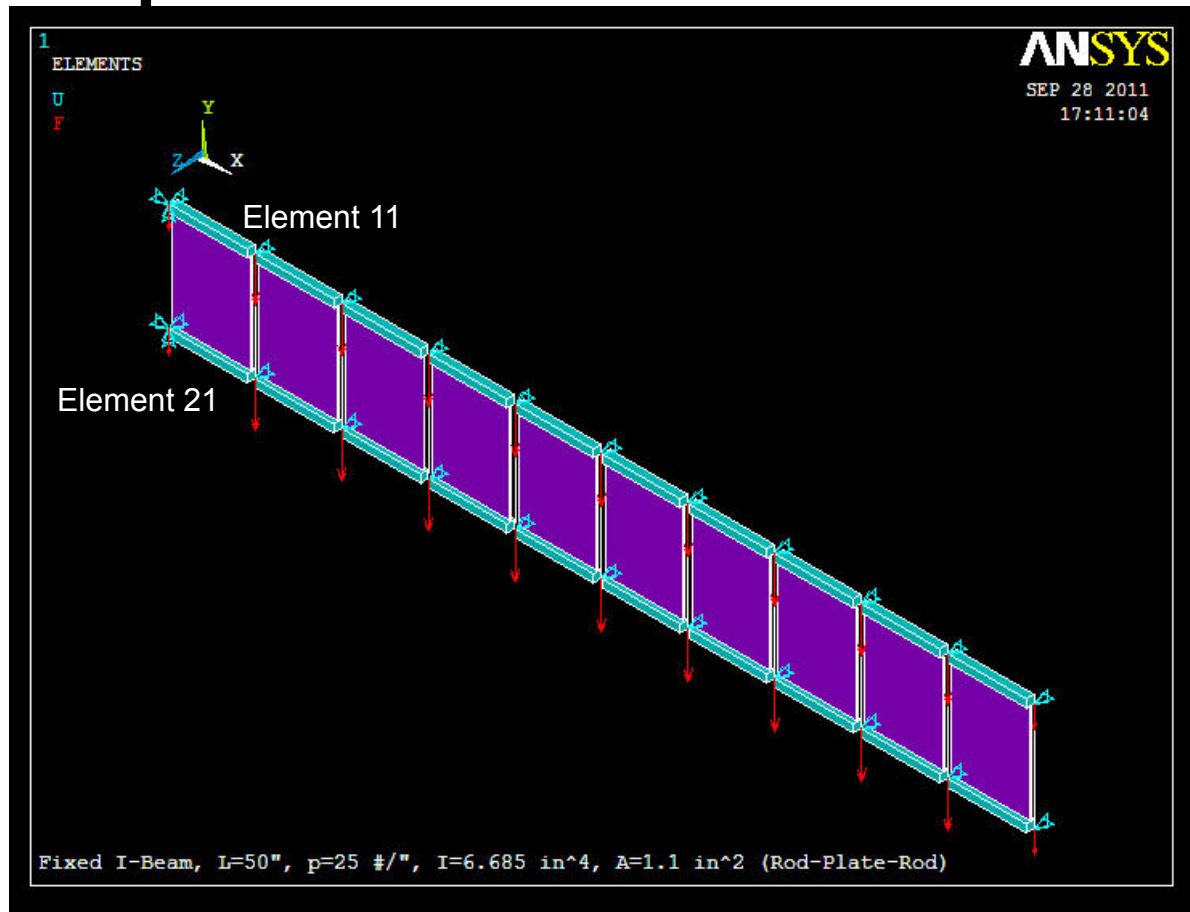 1
ELEMENTS
U
F
ANSYS
SEP 28 2011
17:11:04
Y
Z X
Element 11
Element 21
Fixed I-Beam, L=50", p=25 #/", I=6.685 in^4, A=1.1 in^2 (Rod-Plate-Rod)